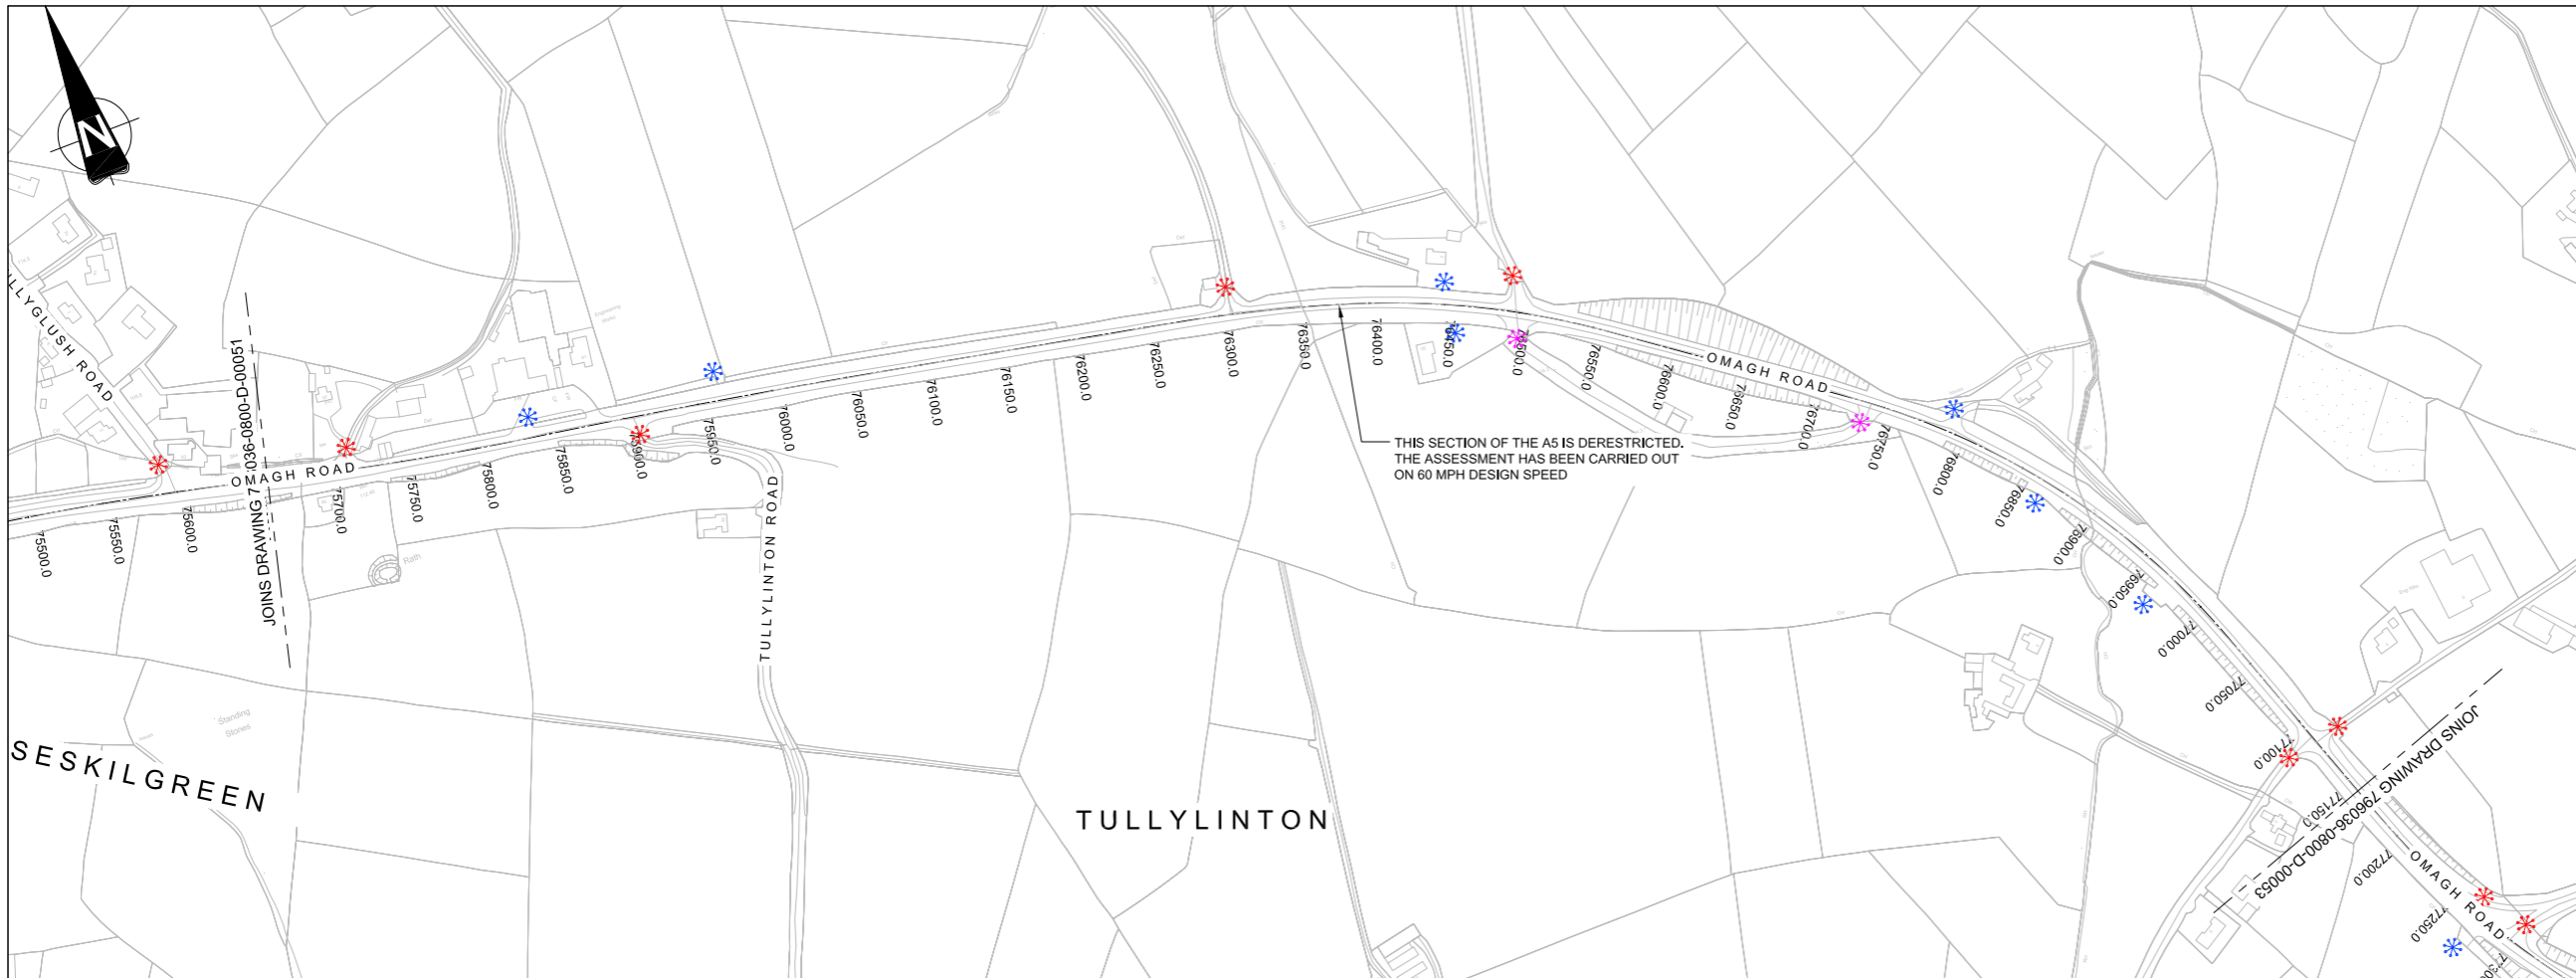 N
ULLYGLUSH ROAD
JOINS DRAWING 7 036-0800-D-00051
OMAGH ROAD
75500.0
75550.0
75600.0
75700.0
75750.0
75800.0
75850.0
75900.0
75950.0
76000.0
76050.0
76100.0
76150.0
76200.0
76250.0
76300.0
76350.0
76400.0
76450.0
76500.0
76550.0
76600.0
76650.0
76700.0
76750.0
76800.0
76850.0
76900.0
76950.0
77000.0
77050.0
77100.0
77150.0
77200.0
77250.0
OMAGH ROAD
THIS SECTION OF THE A5 IS DERESTRICTED.
THE ASSESSMENT HAS BEEN CARRIED OUT
ON 60 MPH DESIGN SPEED
Engineering
Works
Rath
TULLYLINTON ROAD
Standing
Stones
SESKILGREEN
TULLYLINTON
JOINS DRAWING 796036-0800-D-00053
OMAGH ROAD